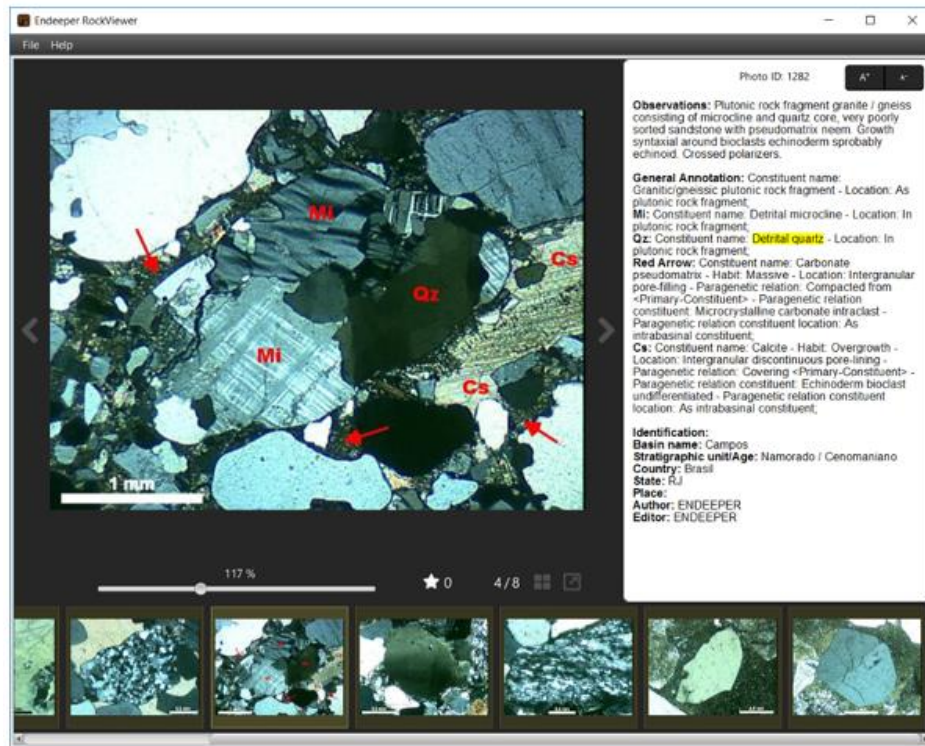 Endeeper RockViewer
File Help
Photo ID: 1282
A+ A-
Mi
Cs
Qz
Mi
Cs
1 mm
Observations: Plutonic rock fragment granite / gneiss
consisting of microcline and quartz core, very poorly
sorted sandstone with pseudomatrix neem. Growth
syntaxial around bioclasts echinoderm sprobably
echinoid. Crossed polarizers.
General Annotation: Constituent name:
Granitic/gneissic plutonic rock fragment - Location: As
plutonic rock fragment;
Mi: Constituent name: Detrital microcline - Location: In
plutonic rock fragment;
Qz: Constituent name: Detrital quartz - Location: In
plutonic rock fragment;
Red Arrow: Constituent name: Carbonate
pseudomatrix - Habit: Massive - Location: Intergranular
pore-filling - Paragenetic relation: Compacted from
<Primary-Constituent> - Paragenetic relation
constituent: Microcrystalline carbonate intraclast -
Paragenetic relation constituent location: As
intrabasinal constituent;
Cs: Constituent name: Calcite - Habit: Overgrowth -
Location: Intergranular discontinuous pore-lining -
Paragenetic relation: Covering <Primary-Constituent> -
Paragenetic relation constituent: Echinoderm bioclast
undifferentiated - Paragenetic relation constituent
location: As intrabasinal constituent;
Identification:
Basin name: Campos
Stratigraphic unit/Age: Namorado / Cenomaniano
Country: Brasil
State: RJ
Place:
Author: ENDEEPER
Editor: ENDEEPER
117 %
0
4/8